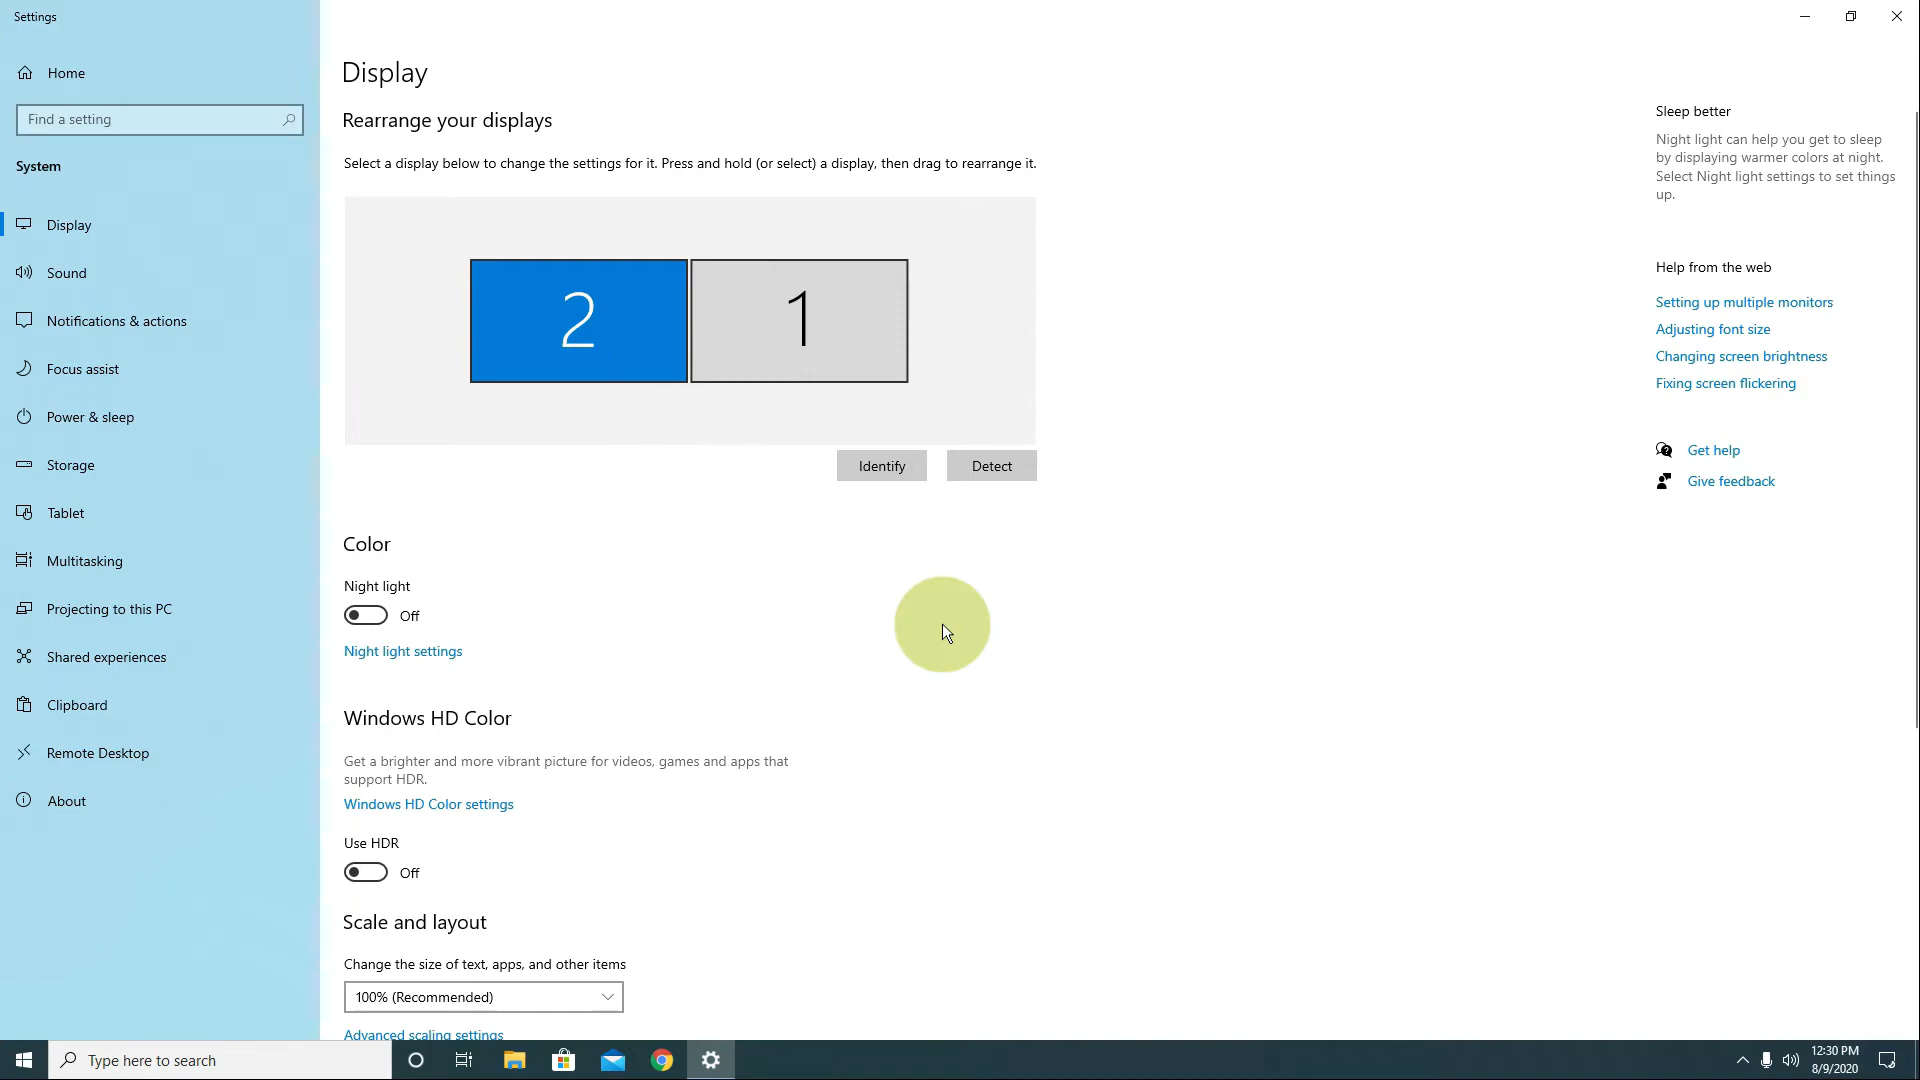 Settings
Home
Find a setting
System
Display
Sound
Notifications & actions
Focus assist
Power & sleep
Storage
Tablet
Multitasking
Projecting to this PC
Shared experiences
Clipboard
Remote Desktop
About
Display
Rearrange your displays
Select a display below to change the settings for it. Press and hold (or select) a display, then drag to rearrange it.
2
1
Identify
Detect
Color
Night light
Off
Night light settings
Windows HD Color
Get a brighter and more vibrant picture for videos, games and apps that
support HDR.
Windows HD Color settings
Use HDR
Off
Scale and layout
Change the size of text, apps, and other items
100% (Recommended)
Advanced scaling settings
Sleep better
Night light can help you get to sleep
by displaying warmer colors at night.
Select Night light settings to set things
up.
Help from the web
Setting up multiple monitors
Adjusting font size
Changing screen brightness
Fixing screen flickering
Get help
Give feedback
Type here to search
12:30 PM
8/9/2020